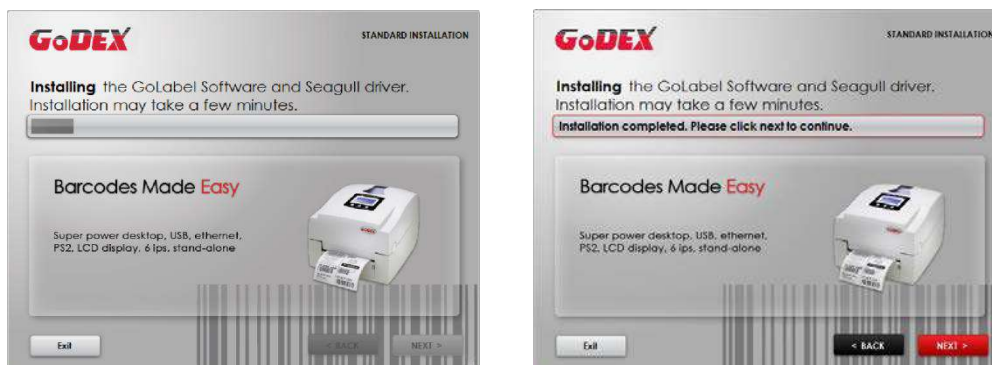 GoDEX
STANDARD INSTALLATION
Installing the GoLabel Software and Seagull driver.
Installation may take a few minutes.
Barcodes Made Easy
Super power desktop, USB, ethernet,
PS2, LCD display, 6 ips, stand-alone
Exit
< BACK
NEXT >
GoDEX
STANDARD INSTALLATION
Installing the GoLabel Software and Seagull driver.
Installation may take a few minutes.
Installation completed. Please click next to continue.
Barcodes Made Easy
Super power desktop, USB, ethernet,
PS2, LCD display, 6 ips, stand-alone
Exit
< BACK
NEXT >